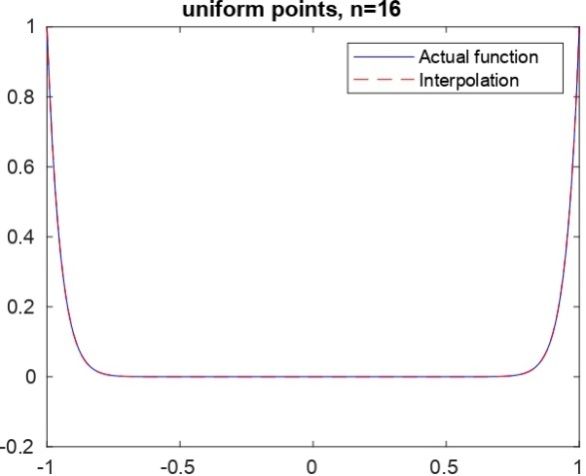 uniform points, n=16
1
Actual function
Interpolation
0.8
0.6
0.4
0.2
0
-0.2
-1 -0.5 0 0.5 1